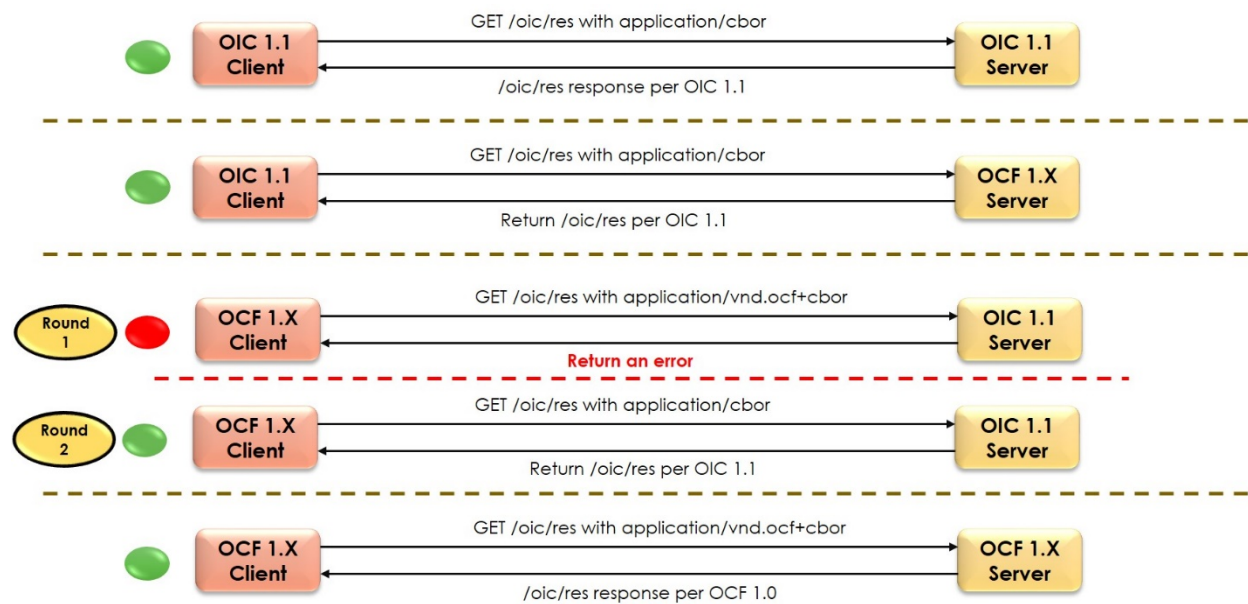 GET /oic/res with application/cbor
OIC 1.1
Client
OIC 1.1
Server
/oic/res response per OIC 1.1
GET /oic/res with application/cbor
OIC 1.1
Client
OCF 1.X
Server
Return /oic/res per OIC 1.1
GET /oic/res with application/vnd.ocf+cbor
Round
1
OCF 1.X
Client
OIC 1.1
Server
Return an error
GET /oic/res with application/cbor
Round
2
OCF 1.X
Client
OIC 1.1
Server
Return /oic/res per OIC 1.1
GET /oic/res with application/vnd.ocf+cbor
OCF 1.X
Client
OCF 1.X
Server
/oic/res response per OCF 1.0